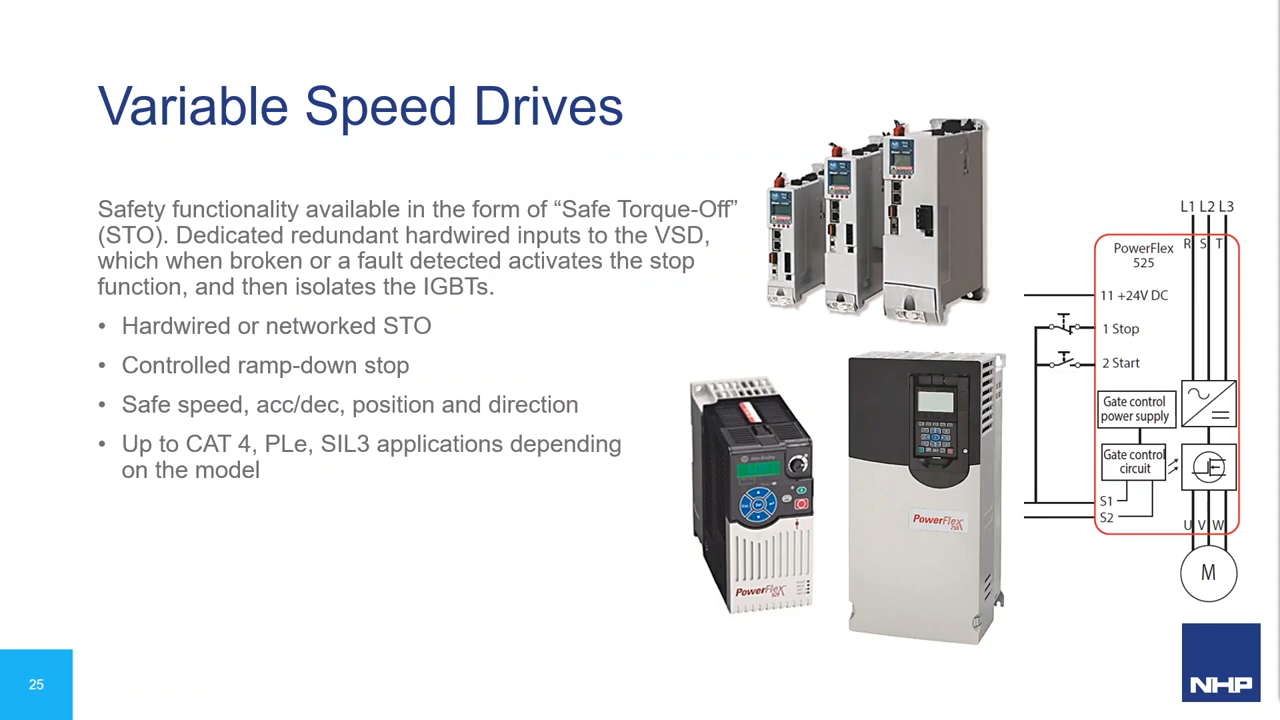 Variable Speed Drives
Safety functionality available in the form of “Safe Torque-Off”
(STO). Dedicated redundant hardwired inputs to the VSD,
which when broken or a fault detected activates the stop
function, and then isolates the IGBTs.
• Hardwired or networked STO
• Controlled ramp-down stop
• Safe speed, acc/dec, position and direction
• Up to CAT 4, PLe, SIL3 applications depending
on the model
Allen-Bradley
PowerFlex
525
PowerFlex
755
L1 L2 L3
R S T
PowerFlex
525
11 +24V DC
1 Stop
2 Start
Gate control
power supply
Gate control
circuit
S1
S2
U V W
M
25
NHP